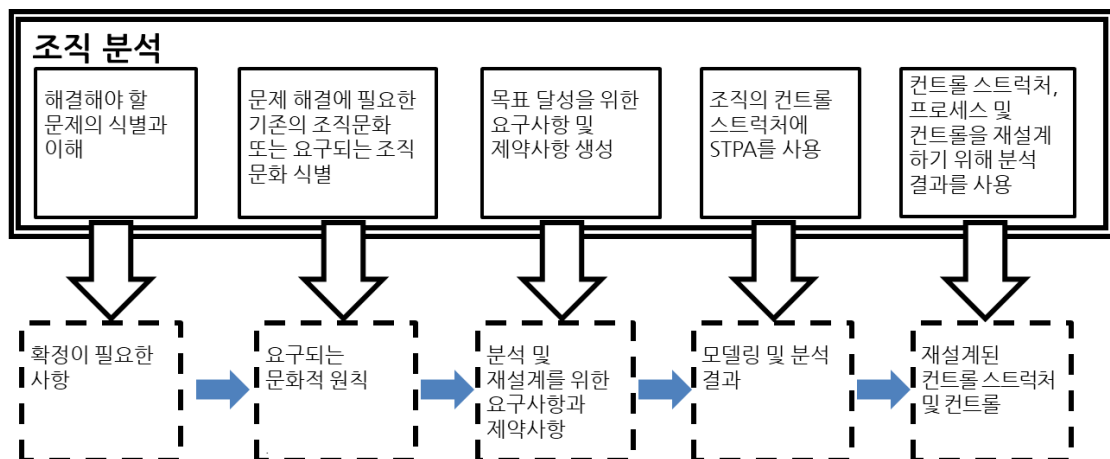 조직 분석
해결해야 할
문제의 식별과
이해
문제 해결에 필요한
기존의 조직문화
또는 요구되는 조직
문화 식별
목표 달성을 위한
요구사항 및
제약사항 생성
조직의 컨트롤
스트럭처에
STPA를 사용
컨트롤 스트럭처,
프로세스 및
컨트롤을 재설계
하기 위해 분석
결과를 사용
확정이 필요한
사항
요구되는
문화적 원칙
분석 및
재설계를 위한
요구사항과
제약사항
모델링 및 분석
결과
재설계된
컨트롤 스트럭처
및 컨트롤